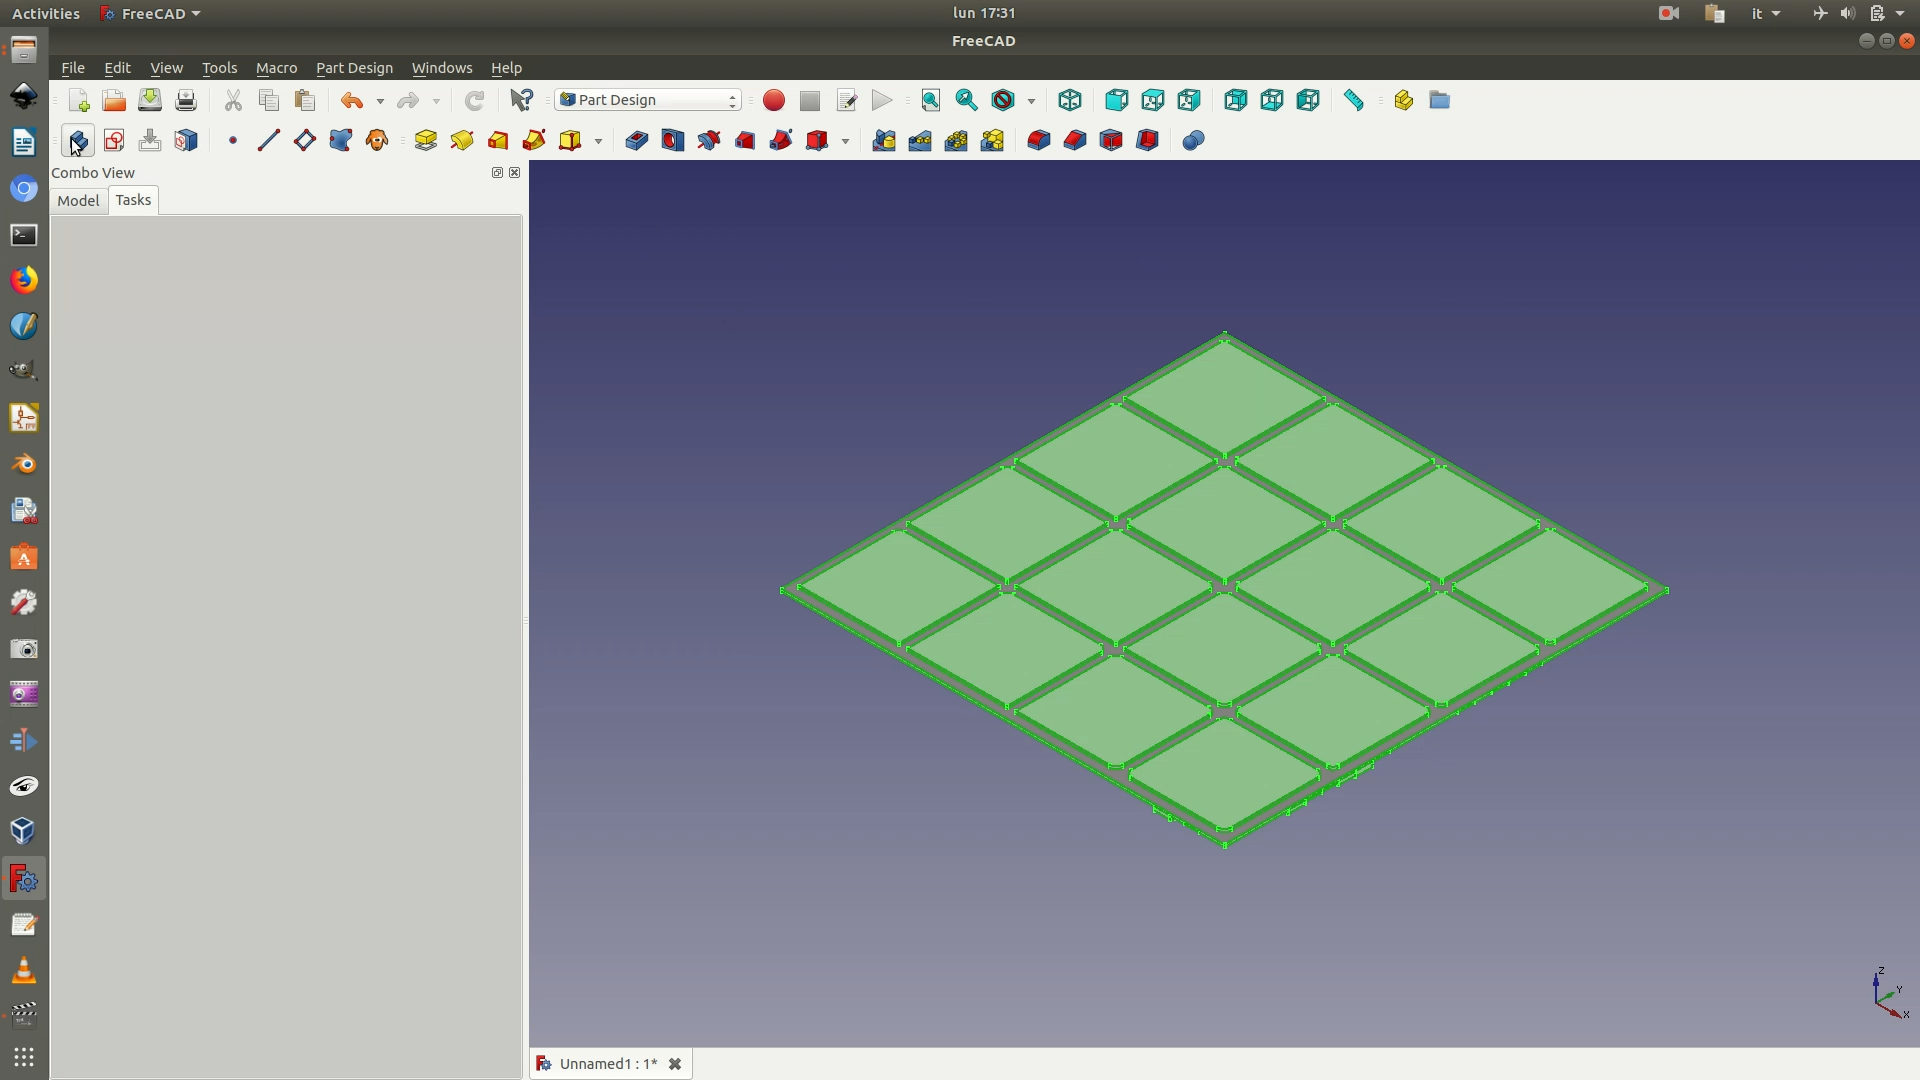 Activities FreeCAD lun 17:31 it
FreeCAD
File Edit View Tools Macro Part Design Windows Help
Part Design
Combo View
Model Tasks
Z
Y
X
Unnamed1 : 1*